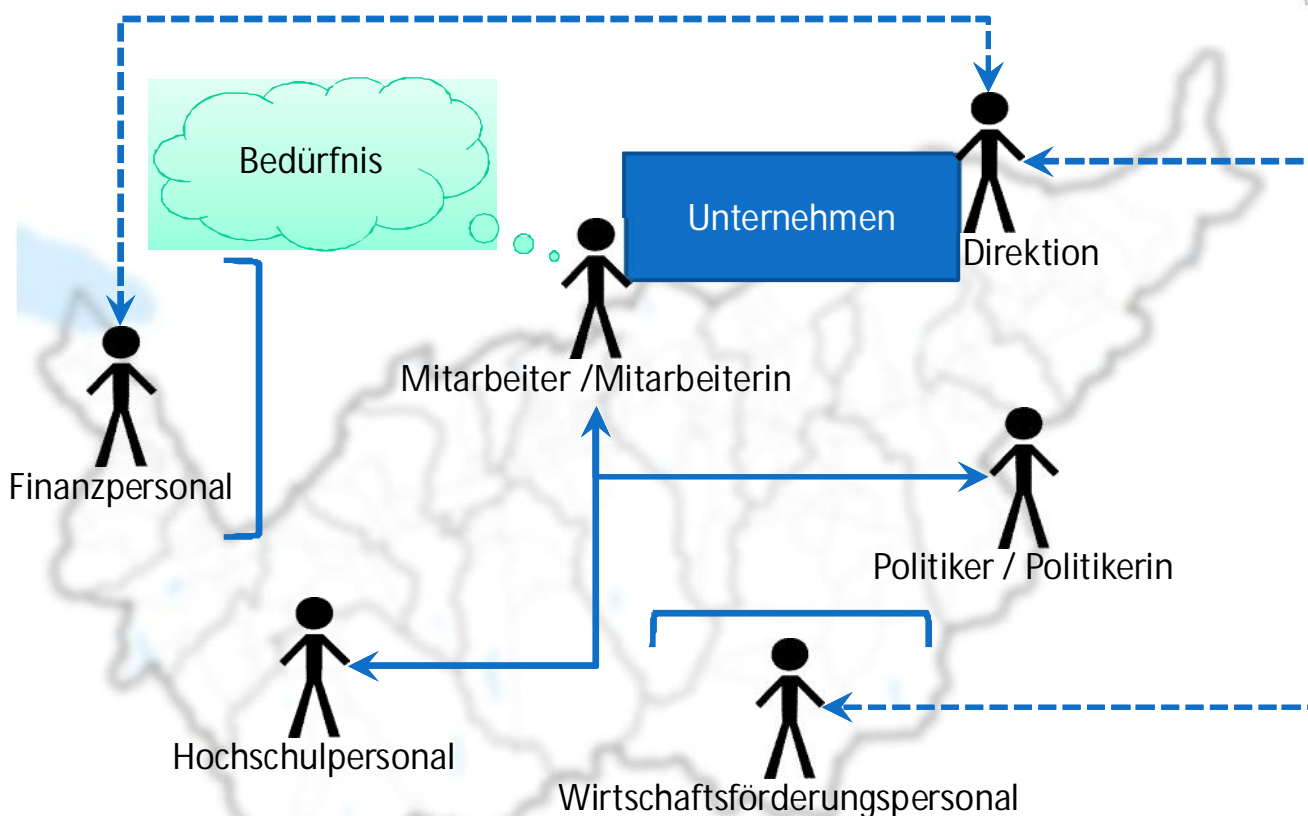 Bedürfnis
Unternehmen
Direktion
Mitarbeiter /Mitarbeiterin
Finanzpersonal
Politiker / Politikerin
Hochschulpersonal
Wirtschaftsförderungspersonal